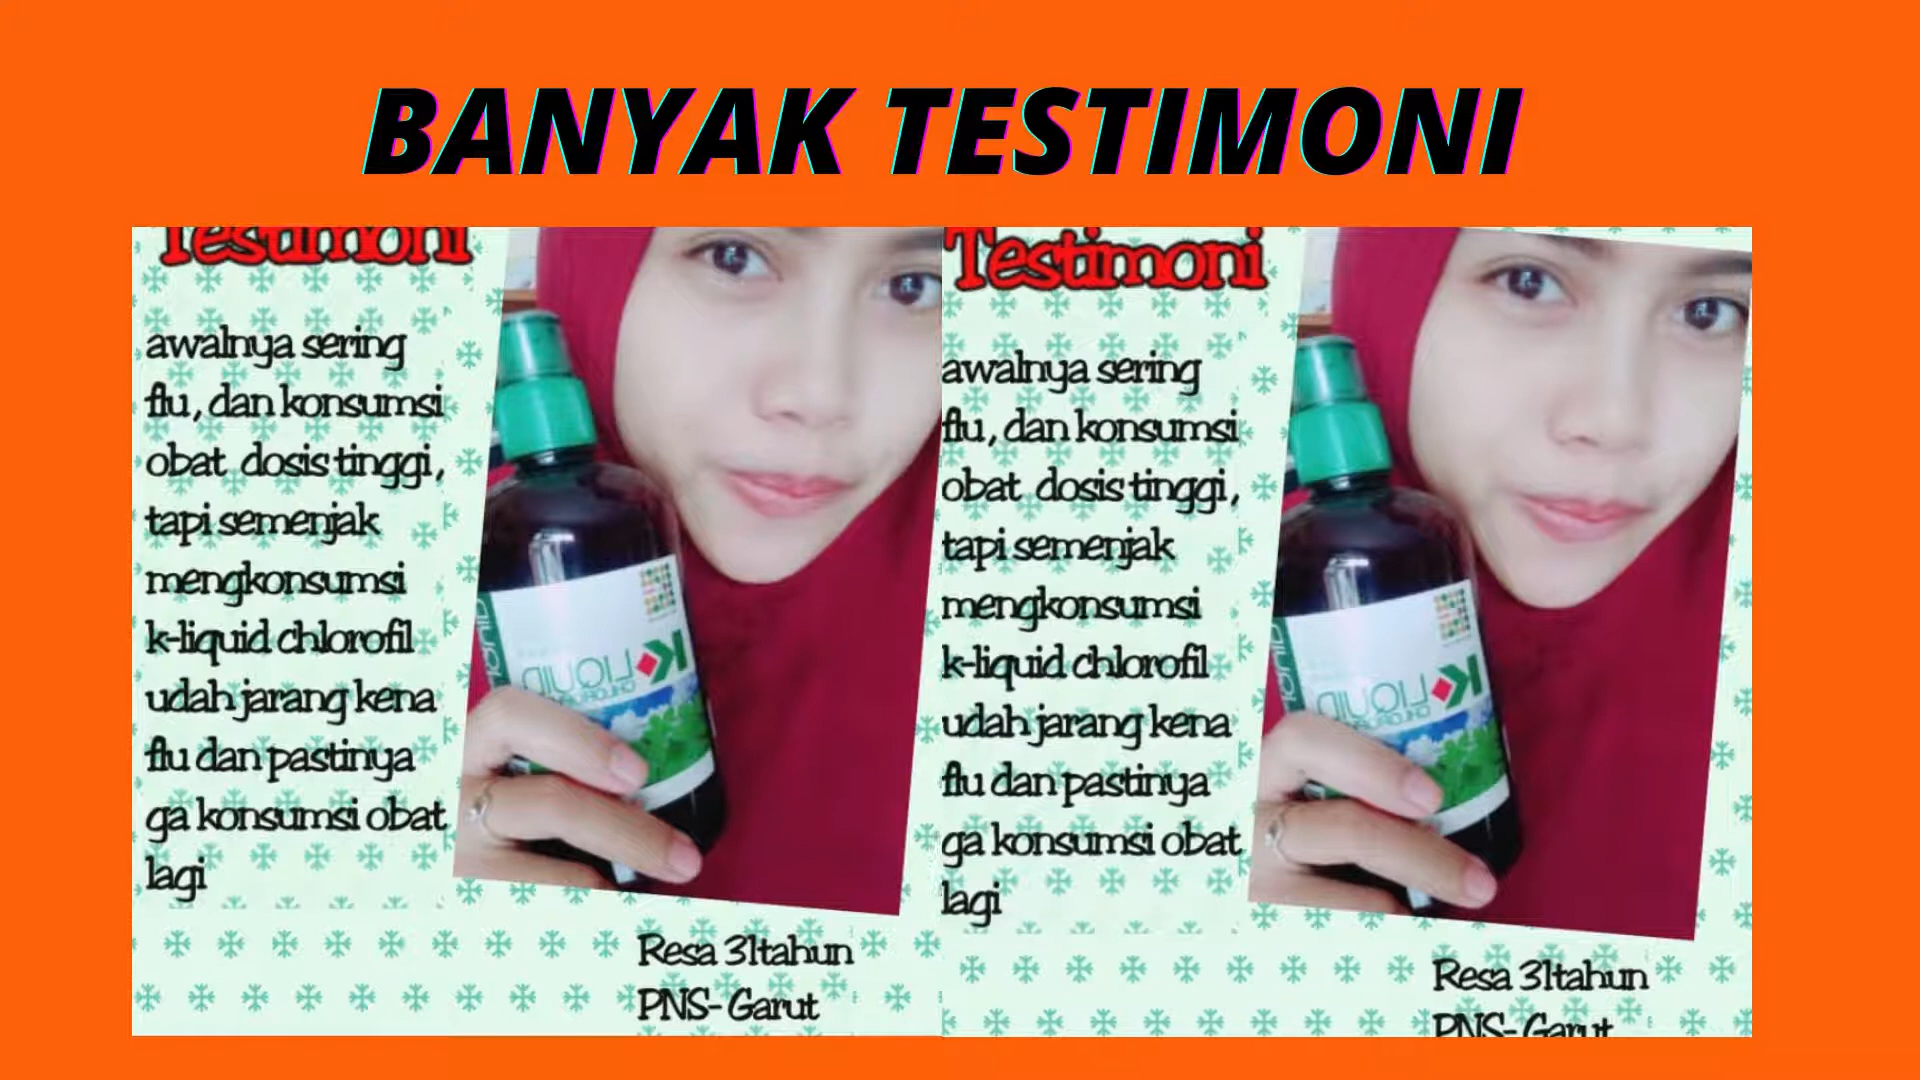 BANYAK TESTIMONI
Testimoni
awalnya sering
flu, dan konsumsi
obat dosis tinggi,
tapi semenjak
mengkonsumsi
k-liquid chlorofil
udah jarang kena
flu dan pastinya
ga konsumsi obat
lagi
K
LIQUID
Resa 31tahun
PNS- Garut
Testimoni
awalnya sering
flu, dan konsumsi
obat dosis tinggi,
tapi semenjak
mengkonsumsi
k-liquid chlorofil
udah jarang kena
flu dan pastinya
ga konsumsi obat
lagi
K
LIQUID
Resa 31tahun
PNS- Garut